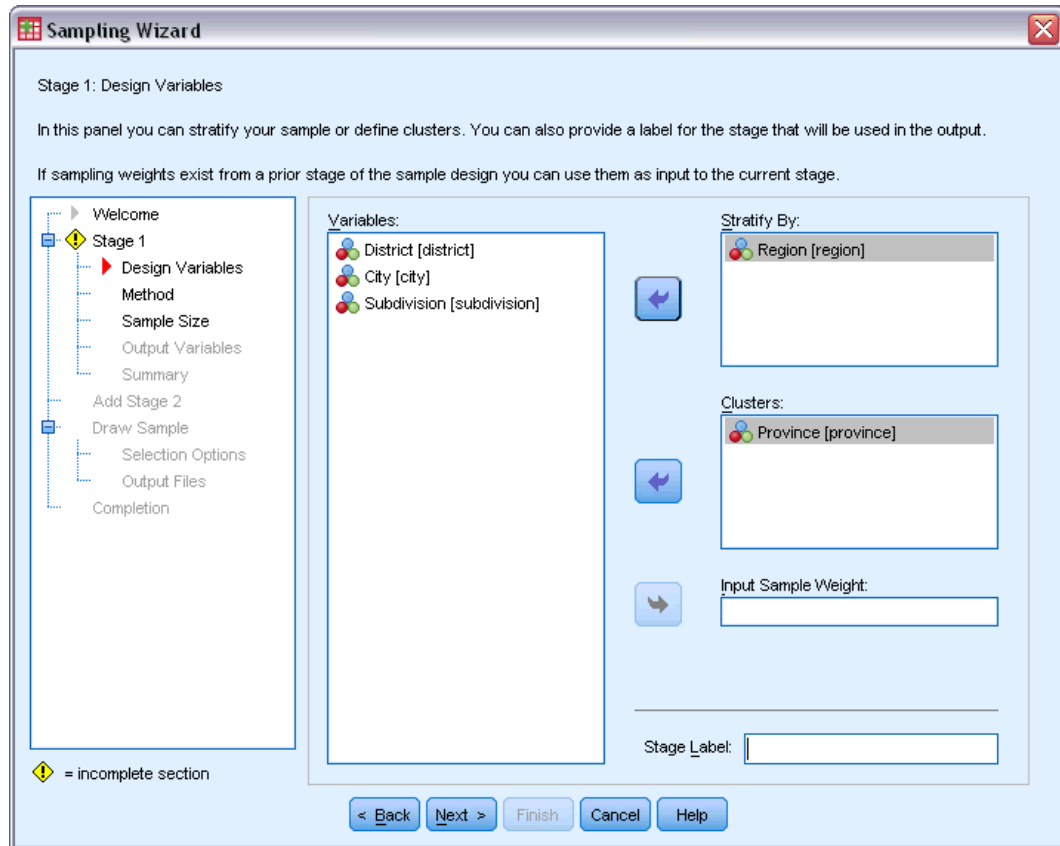 Sampling Wizard
Stage 1: Design Variables
In this panel you can stratify your sample or define clusters. You can also provide a label for the stage that will be used in the output.
If sampling weights exist from a prior stage of the sample design you can use them as input to the current stage.
Welcome
Stage 1
Design Variables
Method
Sample Size
Output Variables
Summary
Add Stage 2
Draw Sample
Selection Options
Output Files
Completion
! = incomplete section
Variables:
District [district]
City [city]
Subdivision [subdivision]
Stratify By:
Region [region]
Clusters:
Province [province]
Input Sample Weight:
Stage Label:
< Back Next > Finish Cancel Help